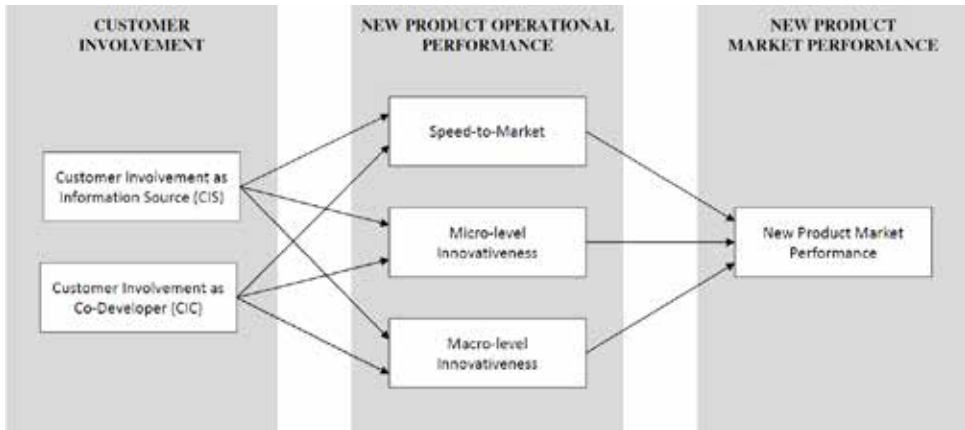 CUSTOMER
INVOLVEMENT
NEW PRODUCT OPERATIONAL
PERFORMANCE
NEW PRODUCT
MARKET PERFORMANCE
Customer Involvement as
Information Source (CIS)
Customer Involvement as
Co-Developer (CIC)
Speed-to-Market
Micro-level
Innovativeness
Macro-level
Innovativeness
New Product Market
Performance